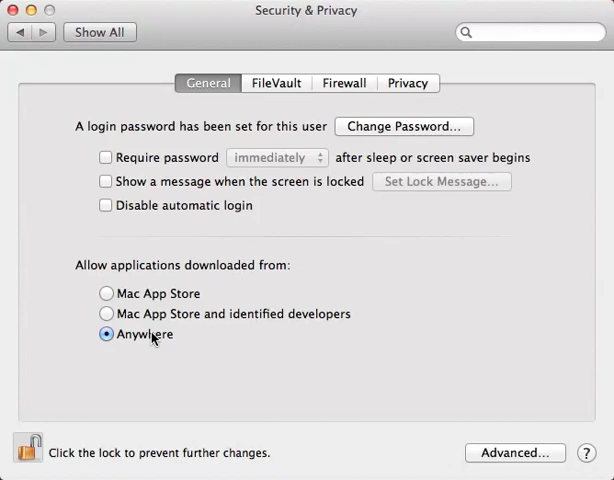 Security & Privacy
Show All
General FileVault Firewall Privacy
A login password has been set for this user Change Password...
Require password immediately after sleep or screen saver begins
Show a message when the screen is locked Set Lock Message...
Disable automatic login
Allow applications downloaded from:
Mac App Store
Mac App Store and identified developers
Anywhere
Click the lock to prevent further changes. Advanced... ?